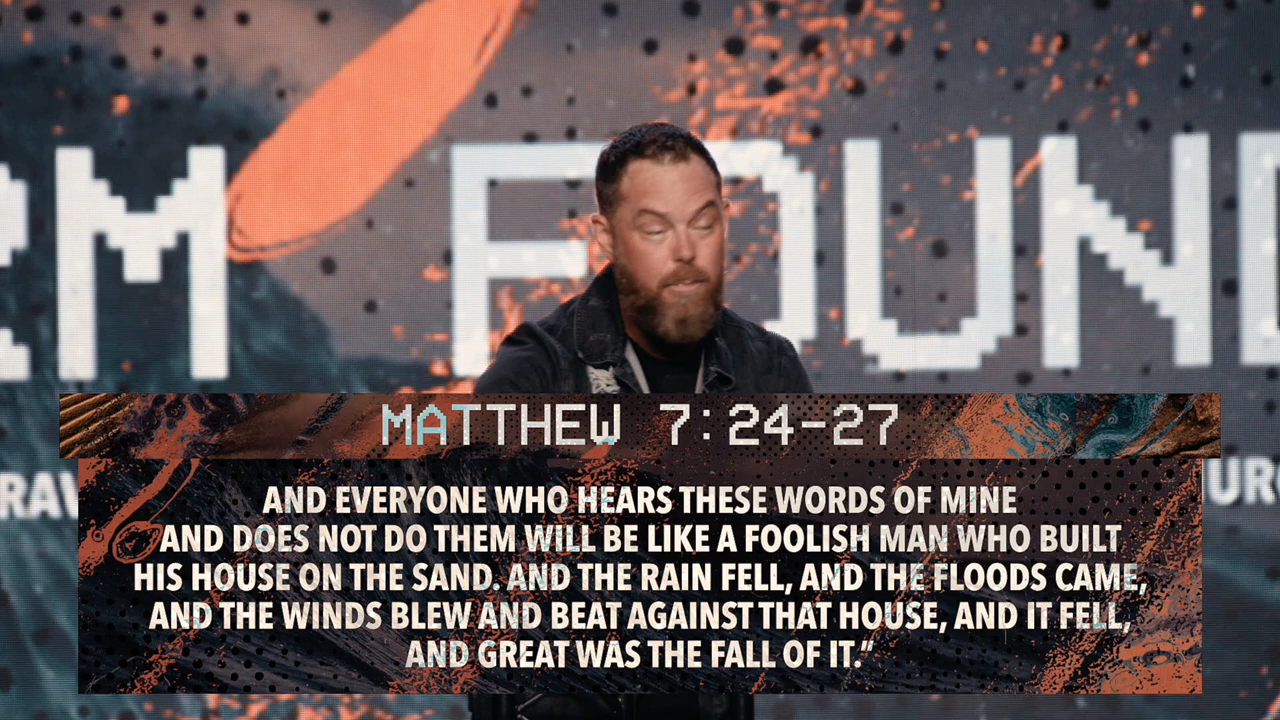 RM FOUND
MATTHEW 7:24-27
RAV
URC
AND EVERYONE WHO HEARS THESE WORDS OF MINE
AND DOES NOT DO THEM WILL BE LIKE A FOOLISH MAN WHO BUILT
HIS HOUSE ON THE SAND. AND THE RAIN FELL, AND THE FLOODS CAME,
AND THE WINDS BLEW AND BEAT AGAINST THAT HOUSE, AND IT FELL,
AND GREAT WAS THE FALL OF IT.”